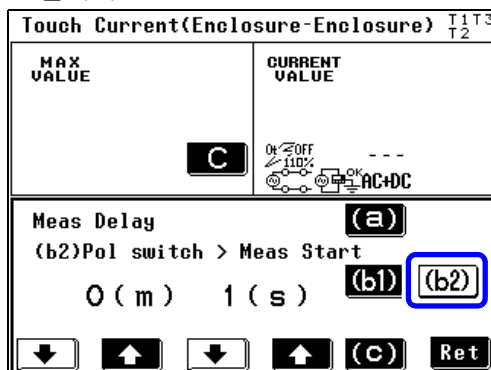 Touch Current(Enclosure-Enclosure) T1T3
T2
MAX
VALUE
CURRENT
VALUE
C
OFF
110%
---
OK
AC+DC
Meas Delay
(a)
(b2)Pol switch > Meas Start
0(m) 1(s)
(b1) (b2)
(c) Ret